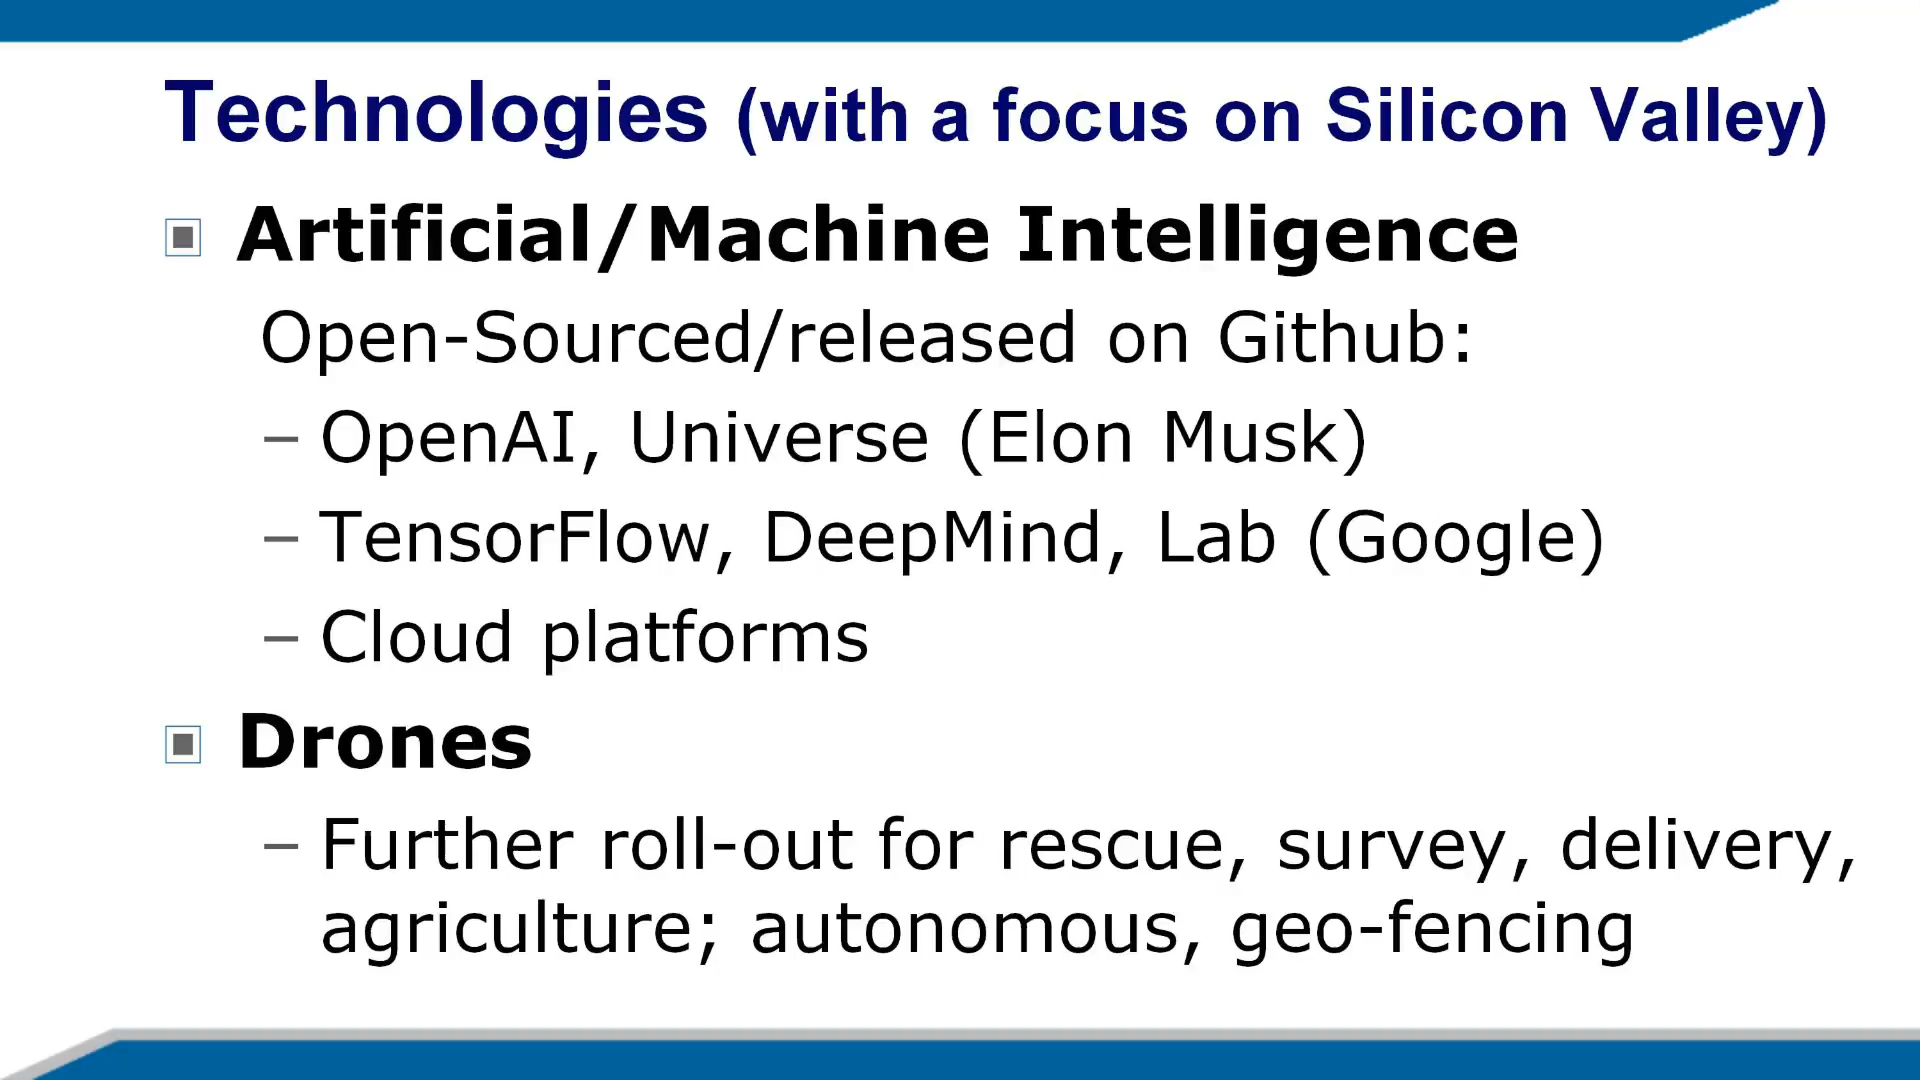 Technologies (with a focus on Silicon Valley)
Artificial/Machine Intelligence
Open-Sourced/released on Github:
– OpenAI, Universe (Elon Musk)
– TensorFlow, DeepMind, Lab (Google)
– Cloud platforms
Drones
– Further roll-out for rescue, survey, delivery,
agriculture; autonomous, geo-fencing